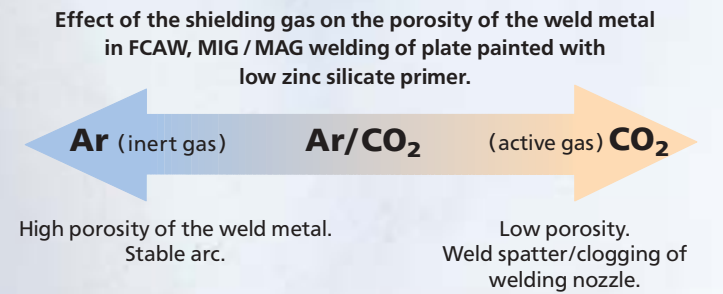 Effect of the shielding gas on the porosity of the weld metal
in FCAW, MIG / MAG welding of plate painted with
low zinc silicate primer.
Ar (inert gas) Ar/CO₂ (active gas) CO₂
High porosity of the weld metal.
Stable arc.
Low porosity.
Weld spatter/clogging of
welding nozzle.